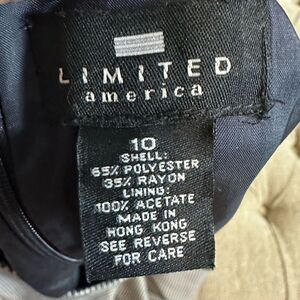 LIMITED
america
10
SHELL:
65% POLYESTER
35% RAYON
LINING:
100% ACETATE
MADE IN
HONG KONG
SEE REVERSE
FOR CARE